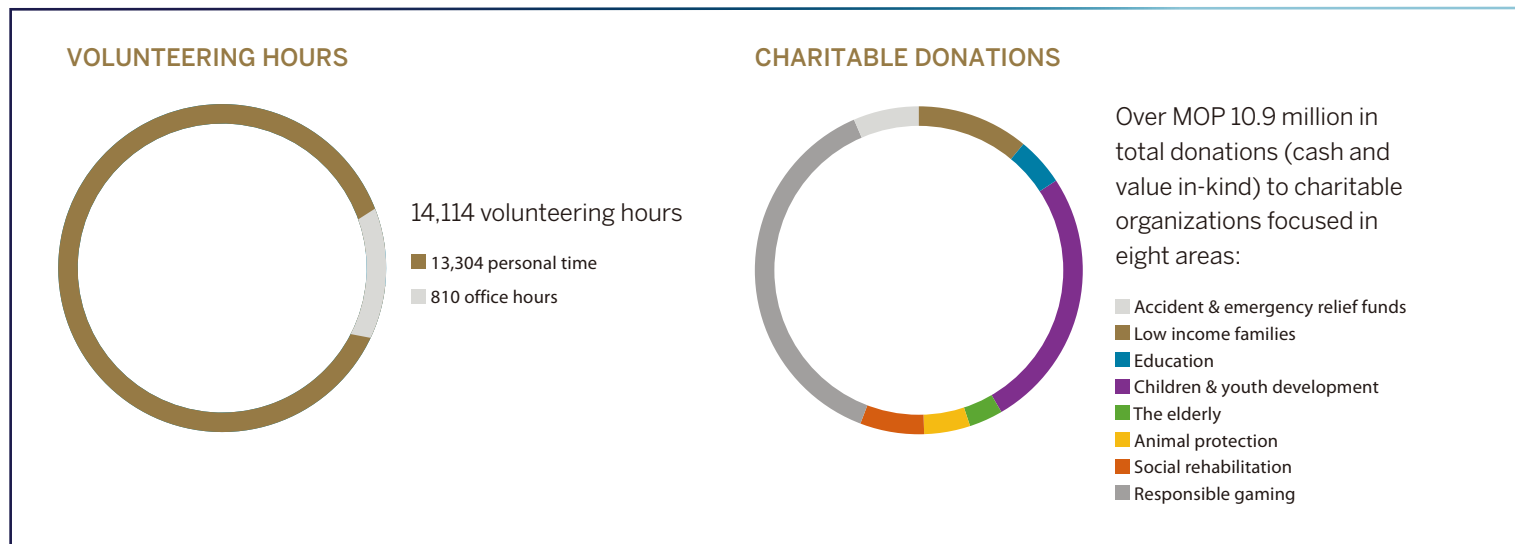 VOLUNTEERING HOURS
14,114 volunteering hours
13,304 personal time
810 office hours
CHARITABLE DONATIONS
Over MOP 10.9 million in
total donations (cash and
value in-kind) to charitable
organizations focused in
eight areas:
Accident & emergency relief funds
Low income families
Education
Children & youth development
The elderly
Animal protection
Social rehabilitation
Responsible gaming